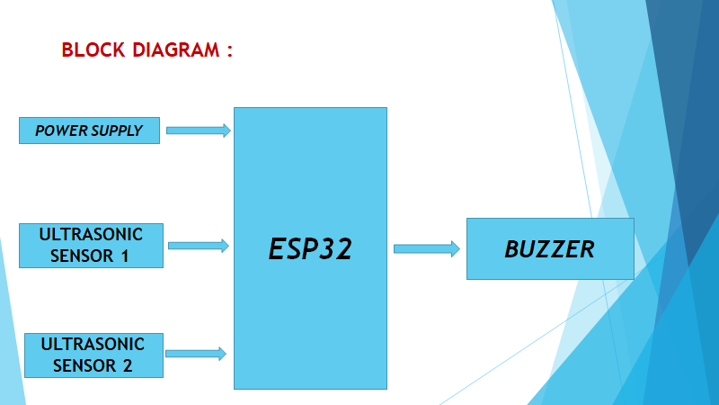 BLOCK DIAGRAM :
POWER SUPPLY
ULTRASONIC
SENSOR 1
ULTRASONIC
SENSOR 2
ESP32
BUZZER